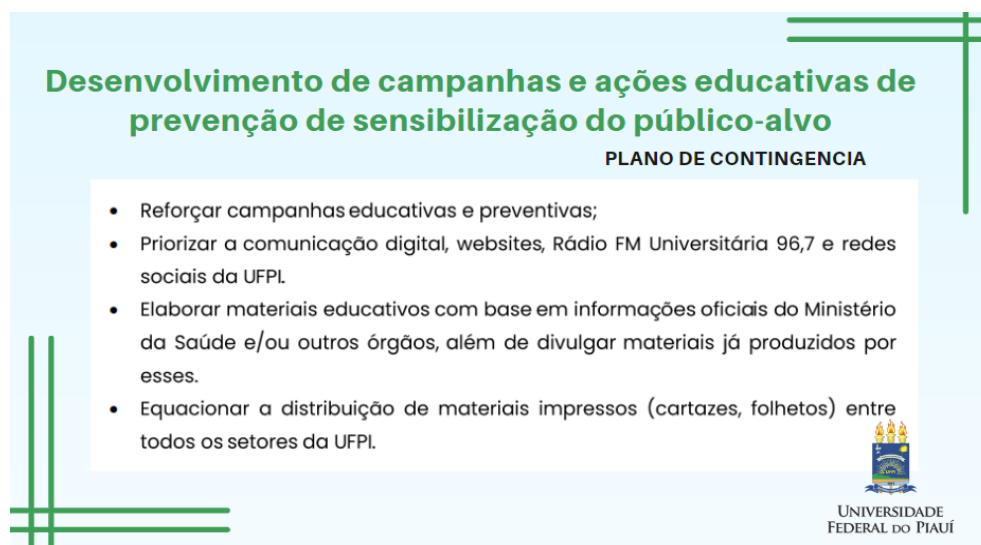 Desenvolvimento de campanhas e ações educativas de
prevenção de sensibilização do público-alvo
PLANO DE CONTINGENCIA
• Reforçar campanhas educativas e preventivas;
• Priorizar a comunicação digital, websites, Rádio FM Universitária 96,7 e redes
sociais da UFPI.
• Elaborar materiais educativos com base em informações oficiais do Ministério
da Saúde e/ou outros órgãos, além de divulgar materiais já produzidos por
esses.
• Equacionar a distribuição de materiais impressos (cartazes, folhetos) entre
todos os setores da UFPI.
UFPI
UNIVERSIDADE
FEDERAL DO PIAUÍ